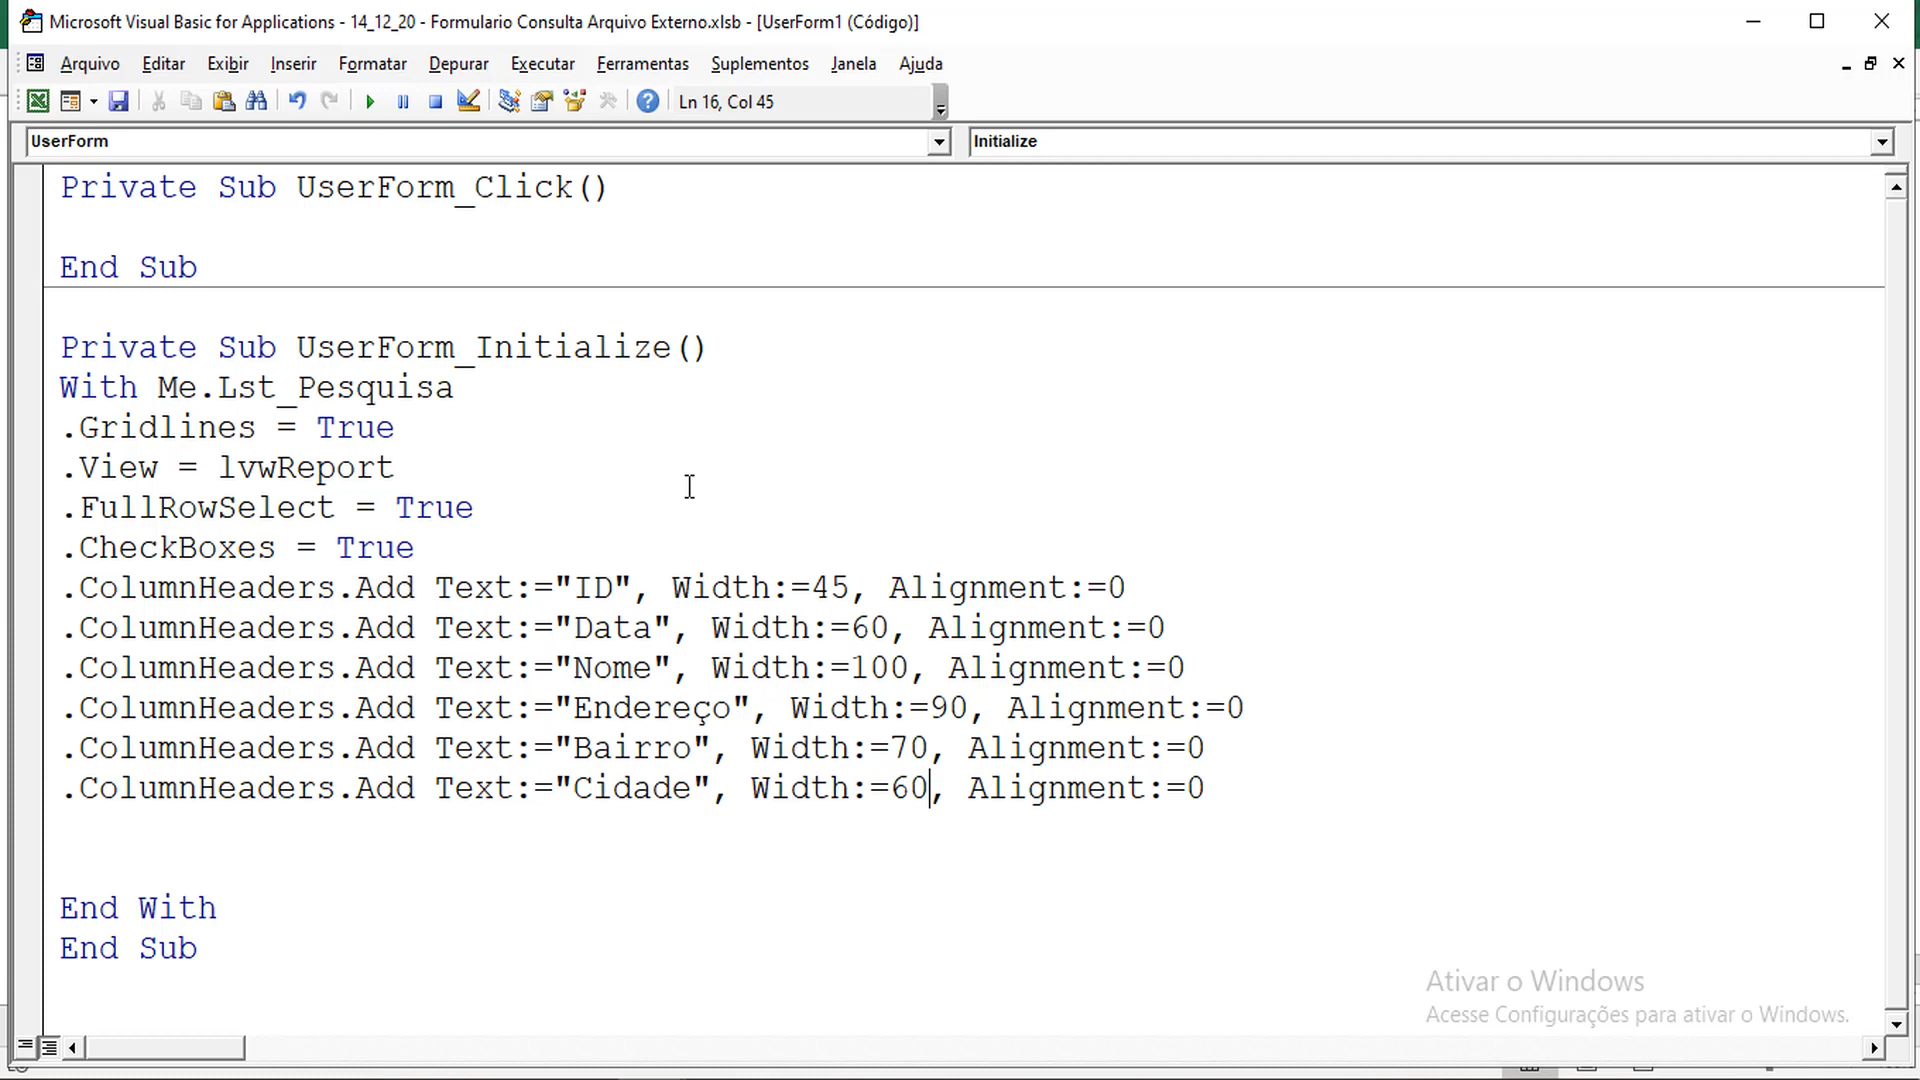 Microsoft Visual Basic for Applications - 14_12_20 - Formulario Consulta Arquivo Externo.xlsb - [UserForm1 (Código)]
Arquivo Editar Exibir Inserir Formatar Depurar Executar Ferramentas Suplementos Janela Ajuda
Ln 16, Col 45
UserForm Initialize
Private Sub UserForm_Click()
End Sub
Private Sub UserForm_Initialize()
With Me.Lst_Pesquisa
.Gridlines = True
.View = lvwReport
.FullRowSelect = True
.CheckBoxes = True
.ColumnHeaders.Add Text:="ID", Width:=45, Alignment:=0
.ColumnHeaders.Add Text:="Data", Width:=60, Alignment:=0
.ColumnHeaders.Add Text:="Nome", Width:=100, Alignment:=0
.ColumnHeaders.Add Text:="Endereço", Width:=90, Alignment:=0
.ColumnHeaders.Add Text:="Bairro", Width:=70, Alignment:=0
.ColumnHeaders.Add Text:="Cidade", Width:=60, Alignment:=0
End With
End Sub
Ativar o Windows
Acesse Configurações para ativar o Windows.